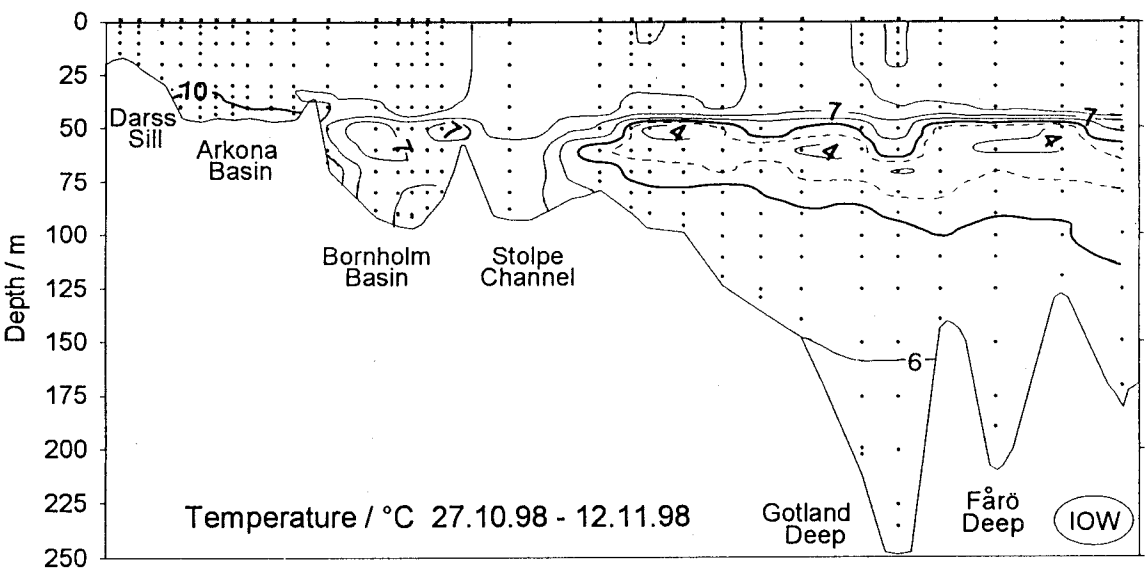 0
25
50
75
100
125
150
175
200
225
250
Depth / m
Darss
Sill
Arkona
Basin
Bornholm
Basin
Stolpe
Channel
Gotland
Deep
Fårö
Deep
10
7
7
4
4
7
4
7
6
Temperature / °C 27.10.98 - 12.11.98
IOW